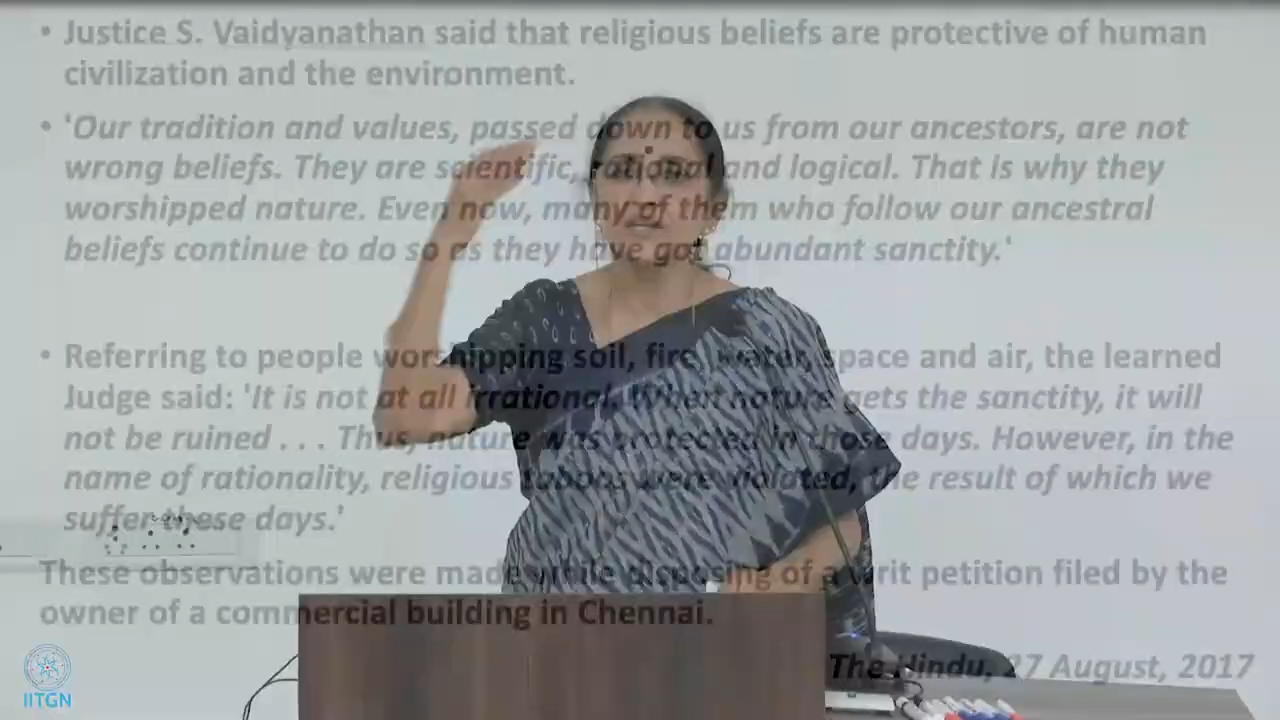 • Justice S. Vaidyanathan said that religious beliefs are protective of human
civilization and the environment.
• 'Our tradition and values, passed down to us from our ancestors, are not
wrong beliefs. They are scientific, rational and logical. That is why they
worshipped nature. Even now, many of them who follow our ancestral
beliefs continue to do so as they have got abundant sanctity.'
• Referring to people worshipping soil, fire, water, space and air, the learned
Judge said: 'It is not at all irrational. When nature gets the sanctity, it will
not be ruined . . . Thus, nature was protected in those days. However, in the
name of rationality, religious taboos were violated, the result of which we
suffer these days.'
These observations were made while disposing of a writ petition filed by the
owner of a commercial building in Chennai.
The Hindu, 27 August, 2017
IITGN